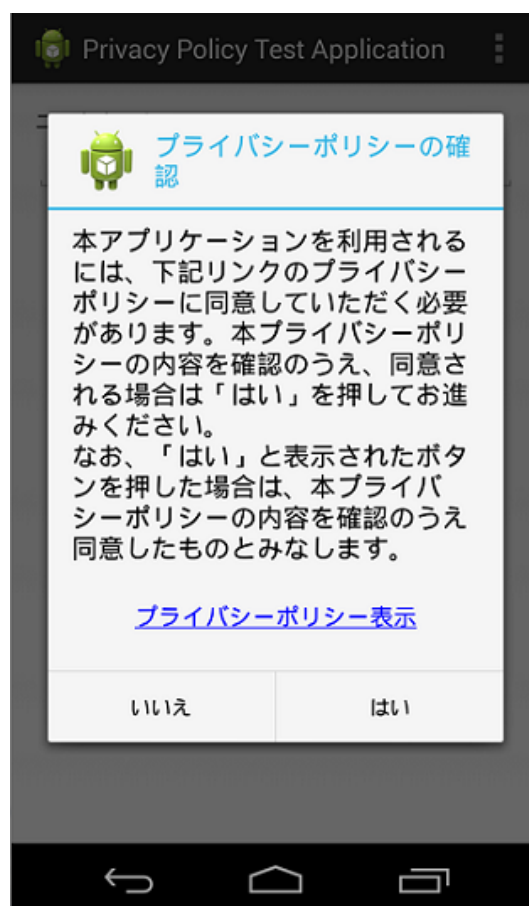 Privacy Policy Test Application
プライバシーポリシーの確
認
本アプリケーションを利用される
には、下記リンクのプライバシー
ポリシーに同意していただく必要
があります。本プライバシーポリ
シーの内容を確認のうえ、同意さ
れる場合は「はい」を押してお進
みください。
なお、「はい」と表示されたボタ
ンを押した場合は、本プライバ
シーポリシーの内容を確認のうえ
同意したものとみなします。
プライバシーポリシー表示
いいえ
はい